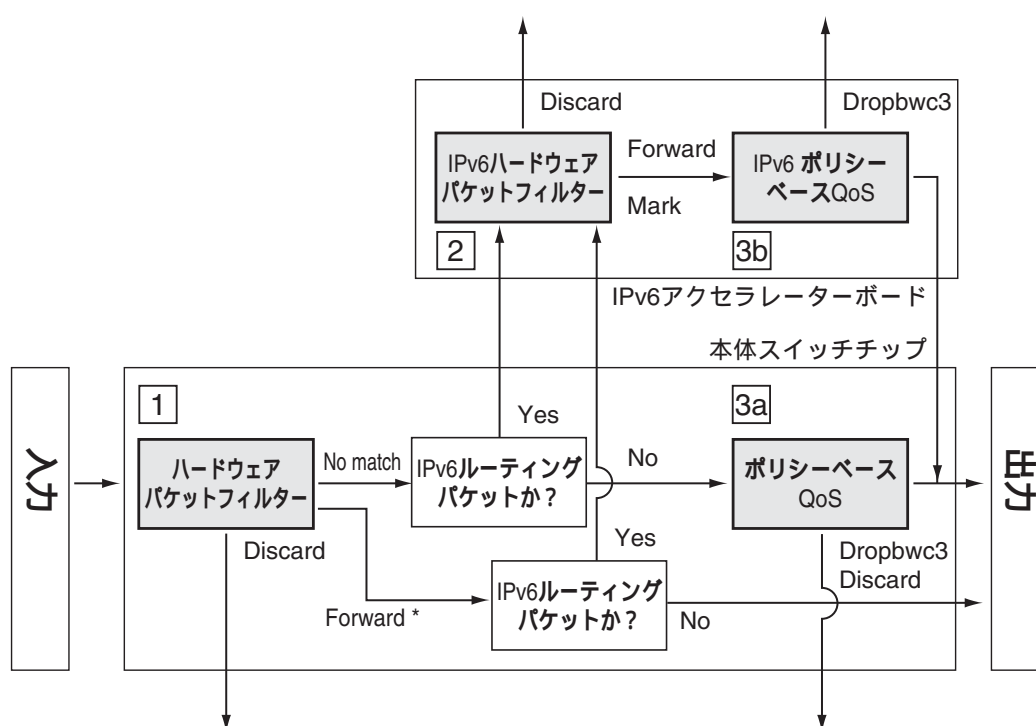 Discard
Dropbwc3
IPv6ハードウェア
パケットフィルター
Forward
Mark
IPv6 ポリシー
ベースQoS
2
3b
IPv6アクセラレーターボード
本体スイッチチップ
入力
1
3a
出力
Yes
ハードウェア
パケットフィルター
No match
IPv6ルーティング
パケットか？
No
ポリシーベース
QoS
Discard
Yes
Dropbwc3
Discard
Forward *
IPv6ルーティング
パケットか？
No